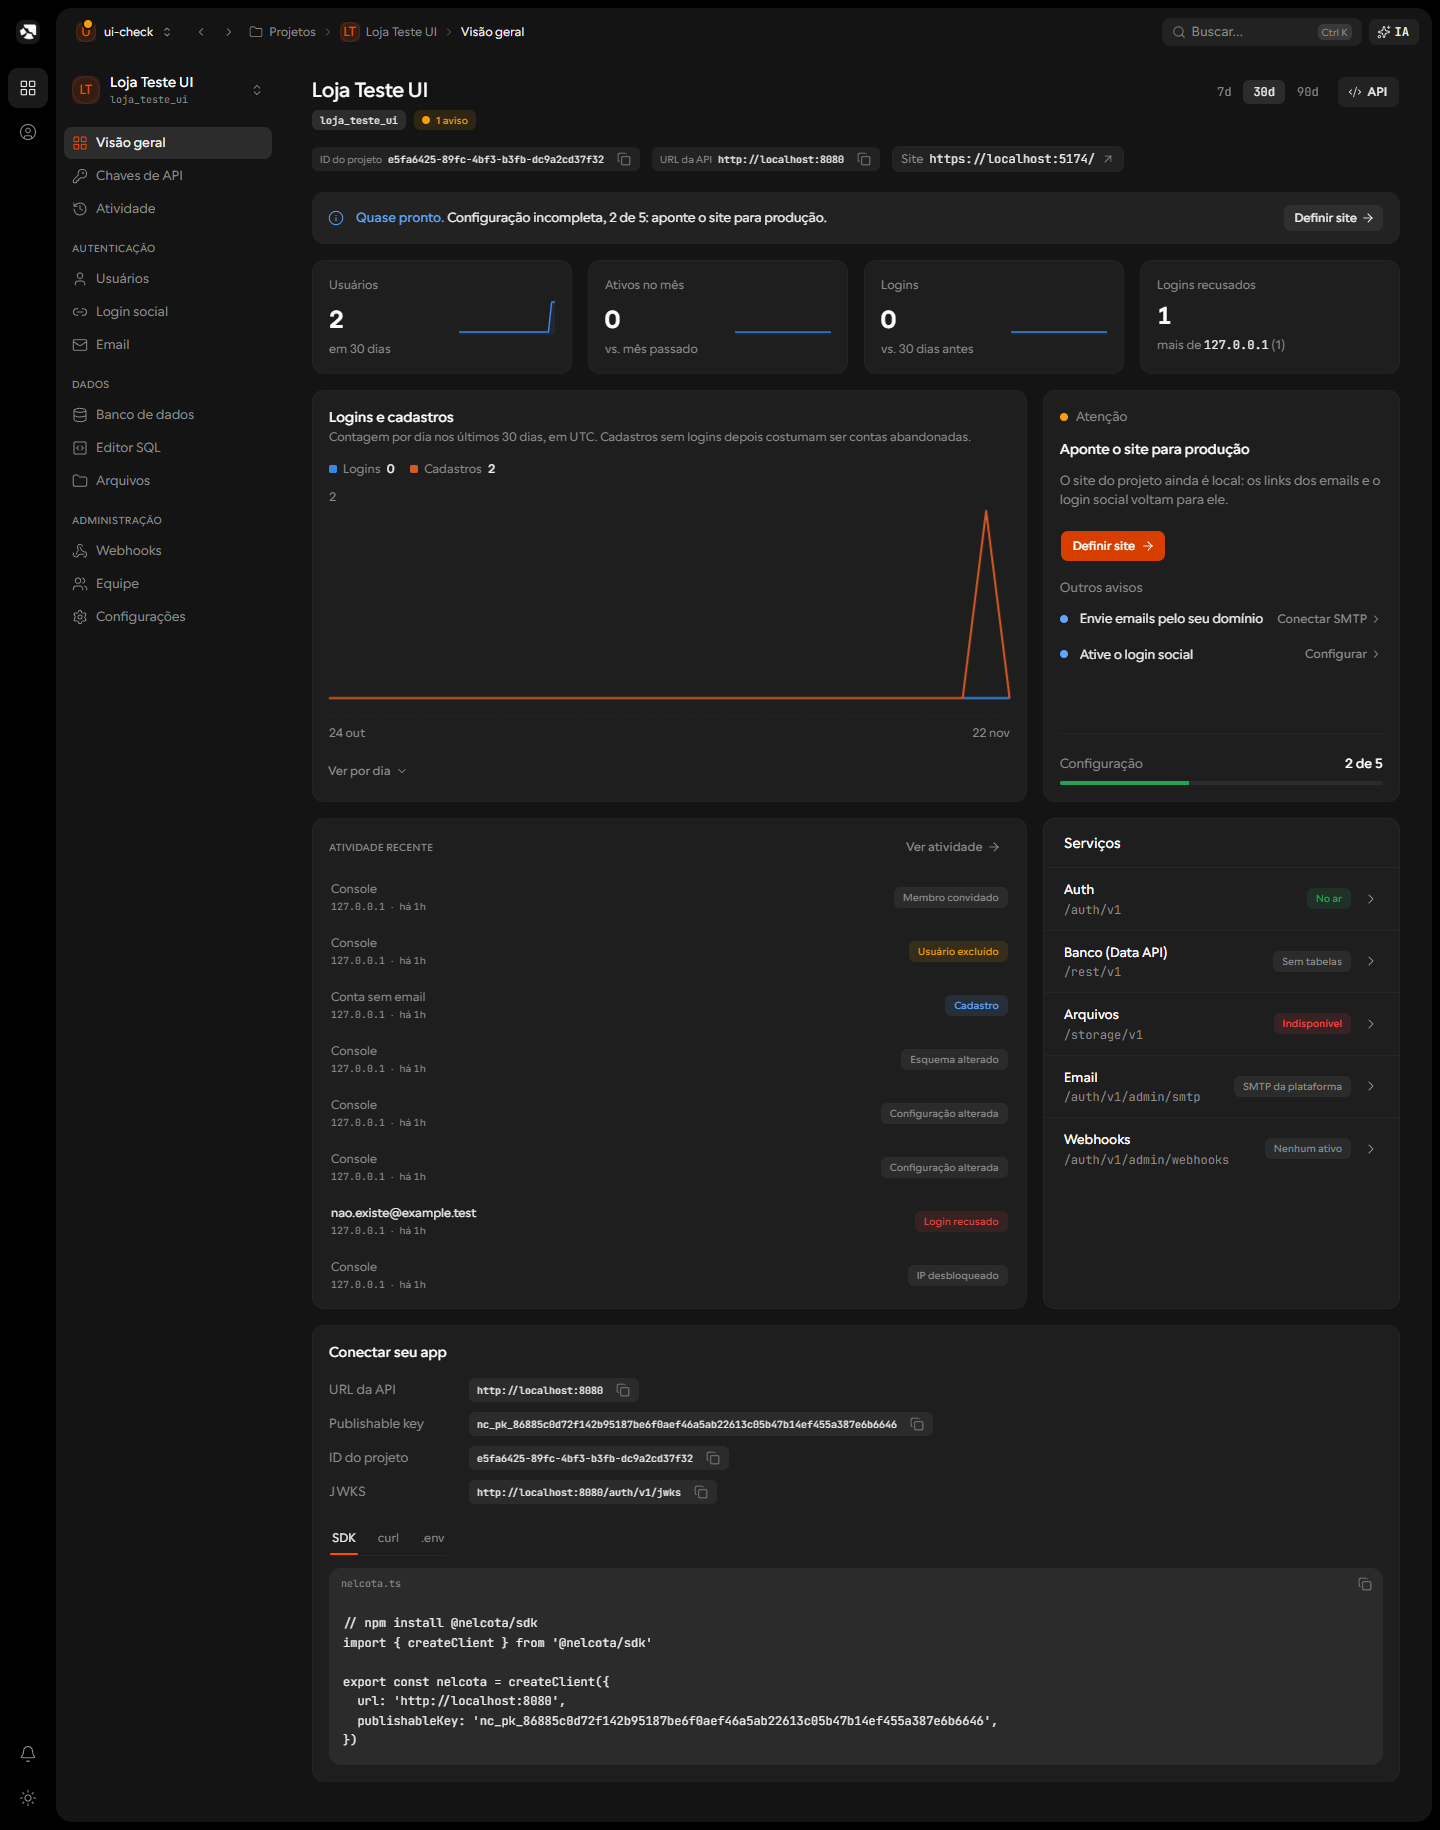 U ui-check Projetos LT Loja Teste UI Visão geral Buscar... Ctrl K IA
LT Loja Teste UI
loja_teste_ui
Visão geral
Chaves de API
Atividade
AUTENTICAÇÃO
Usuários
Login social
Email
DADOS
Banco de dados
Editor SQL
Arquivos
ADMINISTRAÇÃO
Webhooks
Equipe
Configurações
Loja Teste UI
7d 30d 90d </> API
loja_teste_ui 1 aviso
ID do projeto e5fa6425-89fc-4bf3-b3fb-dc9a2cd37f32 URL da API http://localhost:8080 Site https://localhost:5174/
Quase pronto. Configuração incompleta, 2 de 5: aponte o site para produção. Definir site
Usuários
2
em 30 dias
Ativos no mês
0
vs. mês passado
Logins
0
vs. 30 dias antes
Logins recusados
1
mais de 127.0.0.1 (1)
Logins e cadastros
Contagem por dia nos últimos 30 dias, em UTC. Cadastros sem logins depois costumam ser contas abandonadas.
Logins 0 Cadastros 2
2
24 out 22 nov
Ver por dia
Atenção
Aponte o site para produção
O site do projeto ainda é local: os links dos emails e o
login social voltam para ele.
Definir site
Outros avisos
Envie emails pelo seu domínio Conectar SMTP
Ative o login social Configurar
Configuração 2 de 5
ATIVIDADE RECENTE Ver atividade
Console
127.0.0.1 · há 1h
Membro convidado
Console
127.0.0.1 · há 1h
Usuário excluído
Conta sem email
127.0.0.1 · há 1h
Cadastro
Console
127.0.0.1 · há 1h
Esquema alterado
Console
127.0.0.1 · há 1h
Configuração alterada
Console
127.0.0.1 · há 1h
Configuração alterada
nao.existe@example.test
127.0.0.1 · há 1h
Login recusado
Console
127.0.0.1 · há 1h
IP desbloqueado
Serviços
Auth
/auth/v1
No ar
Banco (Data API)
/rest/v1
Sem tabelas
Arquivos
/storage/v1
Indisponível
Email
/auth/v1/admin/smtp
SMTP da plataforma
Webhooks
/auth/v1/admin/webhooks
Nenhum ativo
Conectar seu app
URL da API http://localhost:8080
Publishable key nc_pk_86885c0d72f142b95187be6f0aef46a5ab22613c05b47b14ef455a387e6b6646
ID do projeto e5fa6425-89fc-4bf3-b3fb-dc9a2cd37f32
JWKS http://localhost:8080/auth/v1/jwks
SDK curl .env
nelcota.ts
// npm install @nelcota/sdk
import { createClient } from '@nelcota/sdk'
export const nelcota = createClient({
url: 'http://localhost:8080',
publishableKey: 'nc_pk_86885c0d72f142b95187be6f0aef46a5ab22613c05b47b14ef455a387e6b6646',
})